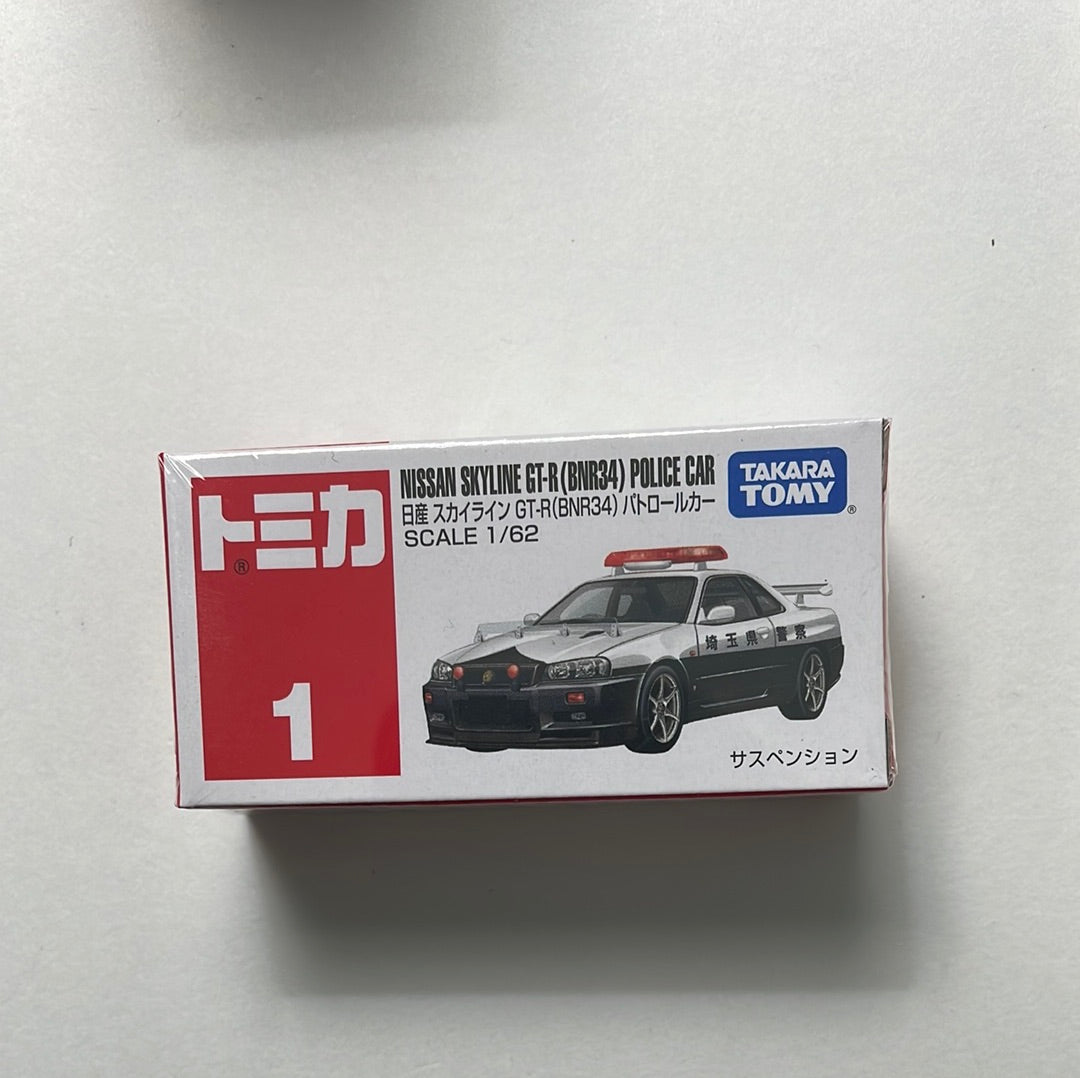 トミカ®
1
NISSAN SKYLINE GT-R (BNR34) POLICE CAR
日産 スカイライン GT-R(BNR34) パトロールカー
SCALE 1/62
TAKARA
TOMY®
埼玉県警察
サスペンション